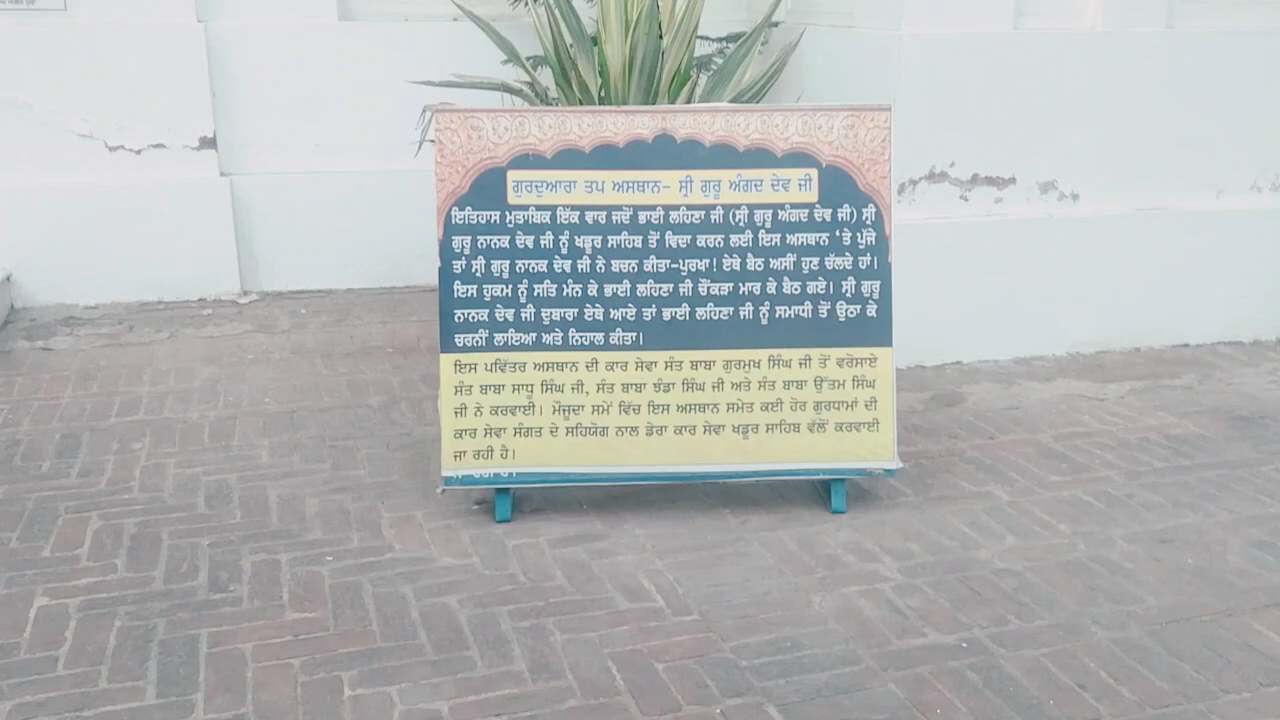 ਗੁਰਦੁਆਰਾ ਤਪ ਅਸਥਾਨ- ਸ੍ਰੀ ਗੁਰੂ ਅੰਗਦ ਦੇਵ ਜੀ
ਇਤਿਹਾਸ ਮੁਤਾਬਿਕ ਇੱਕ ਵਾਰ ਜਦੋਂ ਭਾਈ ਲਹਿਣਾ ਜੀ (ਸ੍ਰੀ ਗੁਰੂ ਅੰਗਦ ਦੇਵ ਜੀ) ਸ੍ਰੀ
ਗੁਰੂ ਨਾਨਕ ਦੇਵ ਜੀ ਨੂੰ ਖਡੂਰ ਸਾਹਿਬ ਤੋਂ ਵਿਦਾ ਕਰਨ ਲਈ ਇਸ ਅਸਥਾਨ 'ਤੇ ਪੁੱਜੇ
ਤਾਂ ਸ੍ਰੀ ਗੁਰੂ ਨਾਨਕ ਦੇਵ ਜੀ ਨੇ ਬਚਨ ਕੀਤਾ-ਪੁਰਖਾ! ਏਥੇ ਬੈਠ ਅਸੀਂ ਹੁਣ ਚੱਲਦੇ ਹਾਂ।
ਇਸ ਹੁਕਮ ਨੂੰ ਸਤਿ ਮੰਨ ਕੇ ਭਾਈ ਲਹਿਣਾ ਜੀ ਚੌਂਕੜਾ ਮਾਰ ਕੇ ਬੈਠ ਗਏ। ਸ੍ਰੀ ਗੁਰੂ
ਨਾਨਕ ਦੇਵ ਜੀ ਦੁਬਾਰਾ ਏਥੇ ਆਏ ਤਾਂ ਭਾਈ ਲਹਿਣਾ ਜੀ ਨੂੰ ਸਮਾਧੀ ਤੋਂ ਉਠਾ ਕੇ
ਚਰਨੀਂ ਲਾਇਆ ਅਤੇ ਨਿਹਾਲ ਕੀਤਾ।
ਇਸ ਪਵਿੱਤਰ ਅਸਥਾਨ ਦੀ ਕਾਰ ਸੇਵਾ ਸੰਤ ਬਾਬਾ ਗੁਰਮੁਖ ਸਿੰਘ ਜੀ ਤੋਂ ਵਰੋਸਾਏ
ਸੰਤ ਬਾਬਾ ਸਾਧੂ ਸਿੰਘ ਜੀ, ਸੰਤ ਬਾਬਾ ਝੰਡਾ ਸਿੰਘ ਜੀ ਅਤੇ ਸੰਤ ਬਾਬਾ ਉੱਤਮ ਸਿੰਘ
ਜੀ ਨੇ ਕਰਵਾਈ। ਮੌਜੂਦਾ ਸਮੇਂ ਵਿੱਚ ਇਸ ਅਸਥਾਨ ਸਮੇਤ ਕਈ ਹੋਰ ਗੁਰਧਾਮਾਂ ਦੀ
ਕਾਰ ਸੇਵਾ ਸੰਗਤ ਦੇ ਸਹਿਯੋਗ ਨਾਲ ਡੇਰਾ ਕਾਰ ਸੇਵਾ ਖਡੂਰ ਸਾਹਿਬ ਵੱਲੋਂ ਕਰਵਾਈ
ਜਾ ਰਹੀ ਹੈ।